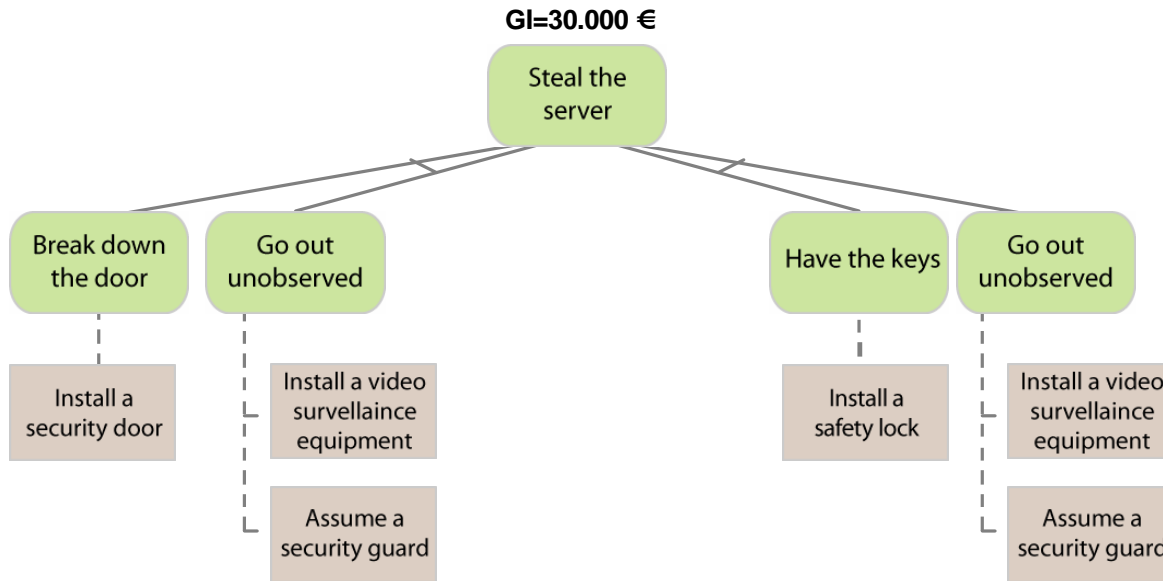 GI=30.000 €
Steal the
server
Break down
the door
Go out
unobserved
Have the keys
Go out
unobserved
Install a
security door
Install a video
survellaince
equipment
Install a
safety lock
Install a video
survellaince
equipment
Assume a
security guard
Assume a
security guard